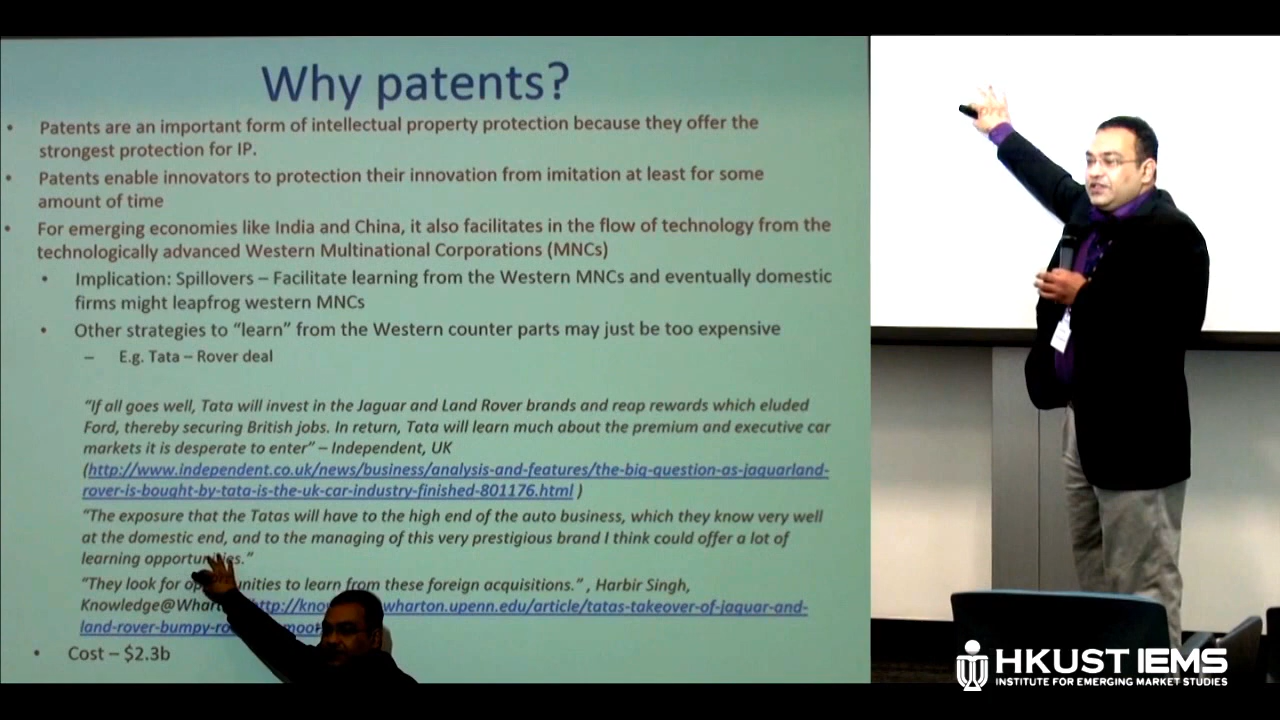 Why patents?
• Patents are an important form of intellectual property protection because they offer the
strongest protection for IP.
• Patents enable innovators to protection their innovation from imitation at least for some
amount of time
• For emerging economies like India and China, it also facilitates in the flow of technology from the
technologically advanced Western Multinational Corporations (MNCs)
• Implication: Spillovers – Facilitate learning from the Western MNCs and eventually domestic
firms might leapfrog western MNCs
• Other strategies to “learn” from the Western counter parts may just be too expensive
– E.g. Tata – Rover deal
“If all goes well, Tata will invest in the Jaguar and Land Rover brands and reap rewards which eluded
Ford, thereby securing British jobs. In return, Tata will learn much about the premium and executive car
markets it is desperate to enter” – Independent, UK
(http://www.independent.co.uk/news/business/analysis-and-features/the-big-question-as-jaguarland-
rover-is-bought-by-tata-is-the-uk-car-industry-finished-801176.html )
“The exposure that the Tatas will have to the high end of the auto business, which they know very well
at the domestic end, and to the managing of this very prestigious brand I think could offer a lot of
learning opportunities.”
“They look for opportunities to learn from these foreign acquisitions.” , Harbir Singh,
wharton.upenn.edu/article/tatas-takeover-of-jaguar-and-
land-rover-bumpy-
• Cost – $2.3b
HKUST IEMS
INSTITUTE FOR EMERGING MARKET STUDIES